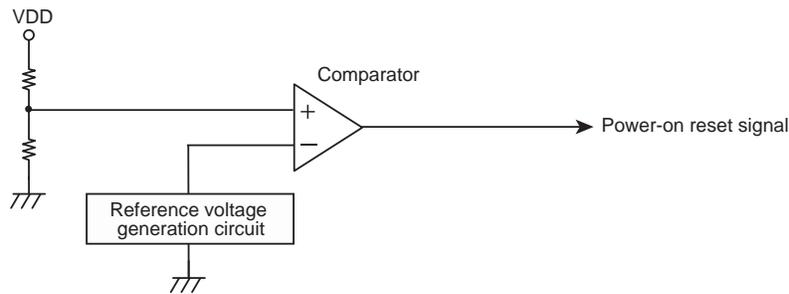 VDD
Comparator
+
−
Power-on reset signal
Reference voltage
generation circuit